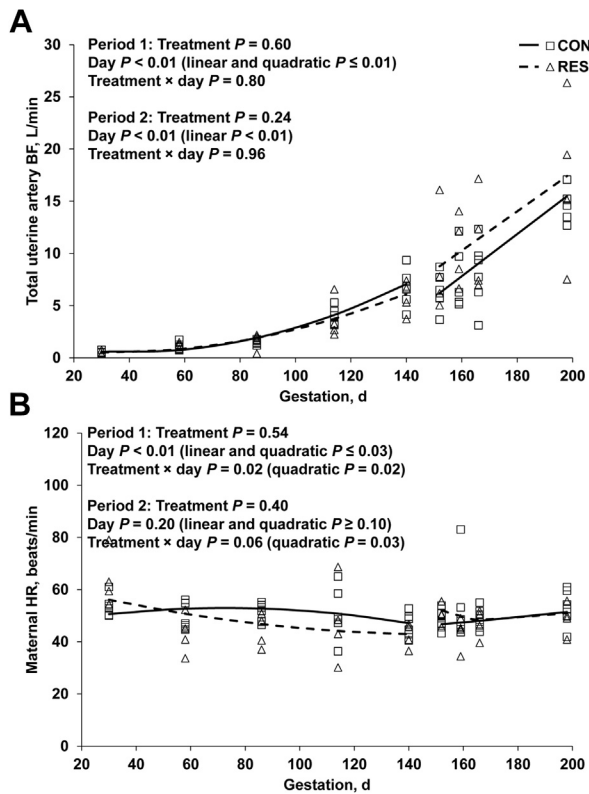 A
Period 1: Treatment P = 0.60
Day P < 0.01 (linear and quadratic P ≤ 0.01)
Treatment × day P = 0.80
Period 2: Treatment P = 0.24
Day P < 0.01 (linear P < 0.01)
Treatment × day P = 0.96
CON
RES
Total uterine artery BF, L/min
30
25
20
15
10
5
0
20 40 60 80 100 120 140 160 180 200
Gestation, d
B
Period 1: Treatment P = 0.54
Day P < 0.01 (linear and quadratic P ≤ 0.03)
Treatment × day P = 0.02 (quadratic P = 0.02)
Period 2: Treatment P = 0.40
Day P = 0.20 (linear and quadratic P ≥ 0.10)
Treatment × day P = 0.06 (quadratic P = 0.03)
Maternal HR, beats/min
120
100
80
60
40
20
0
20 40 60 80 100 120 140 160 180 200
Gestation, d